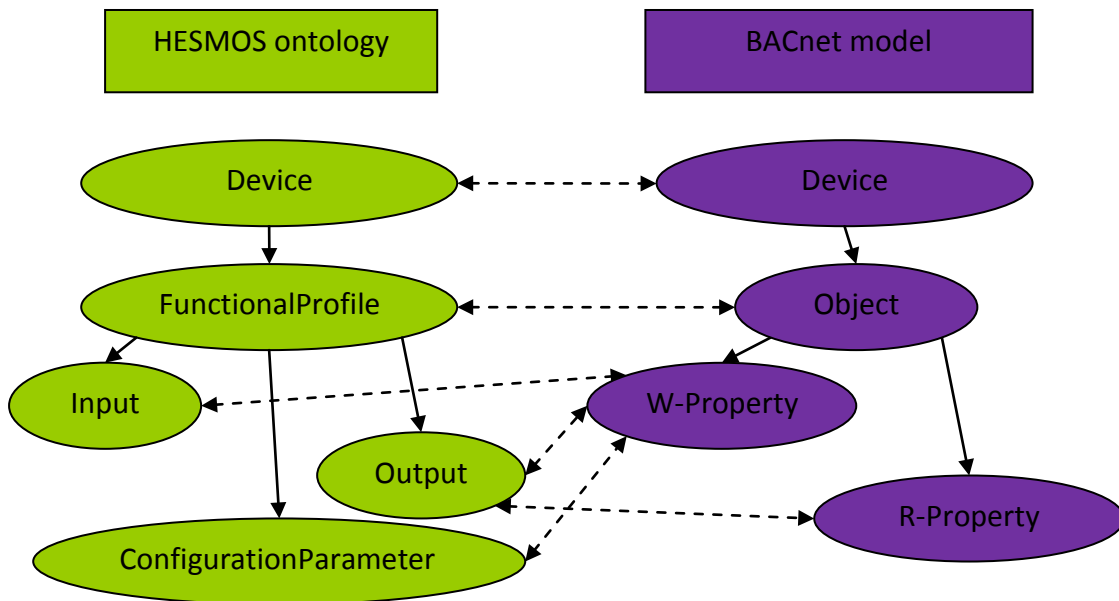 HESMOS ontology
BACnet model
Device
Device
FunctionalProfile
Object
Input
W-Property
Output
R-Property
ConfigurationParameter